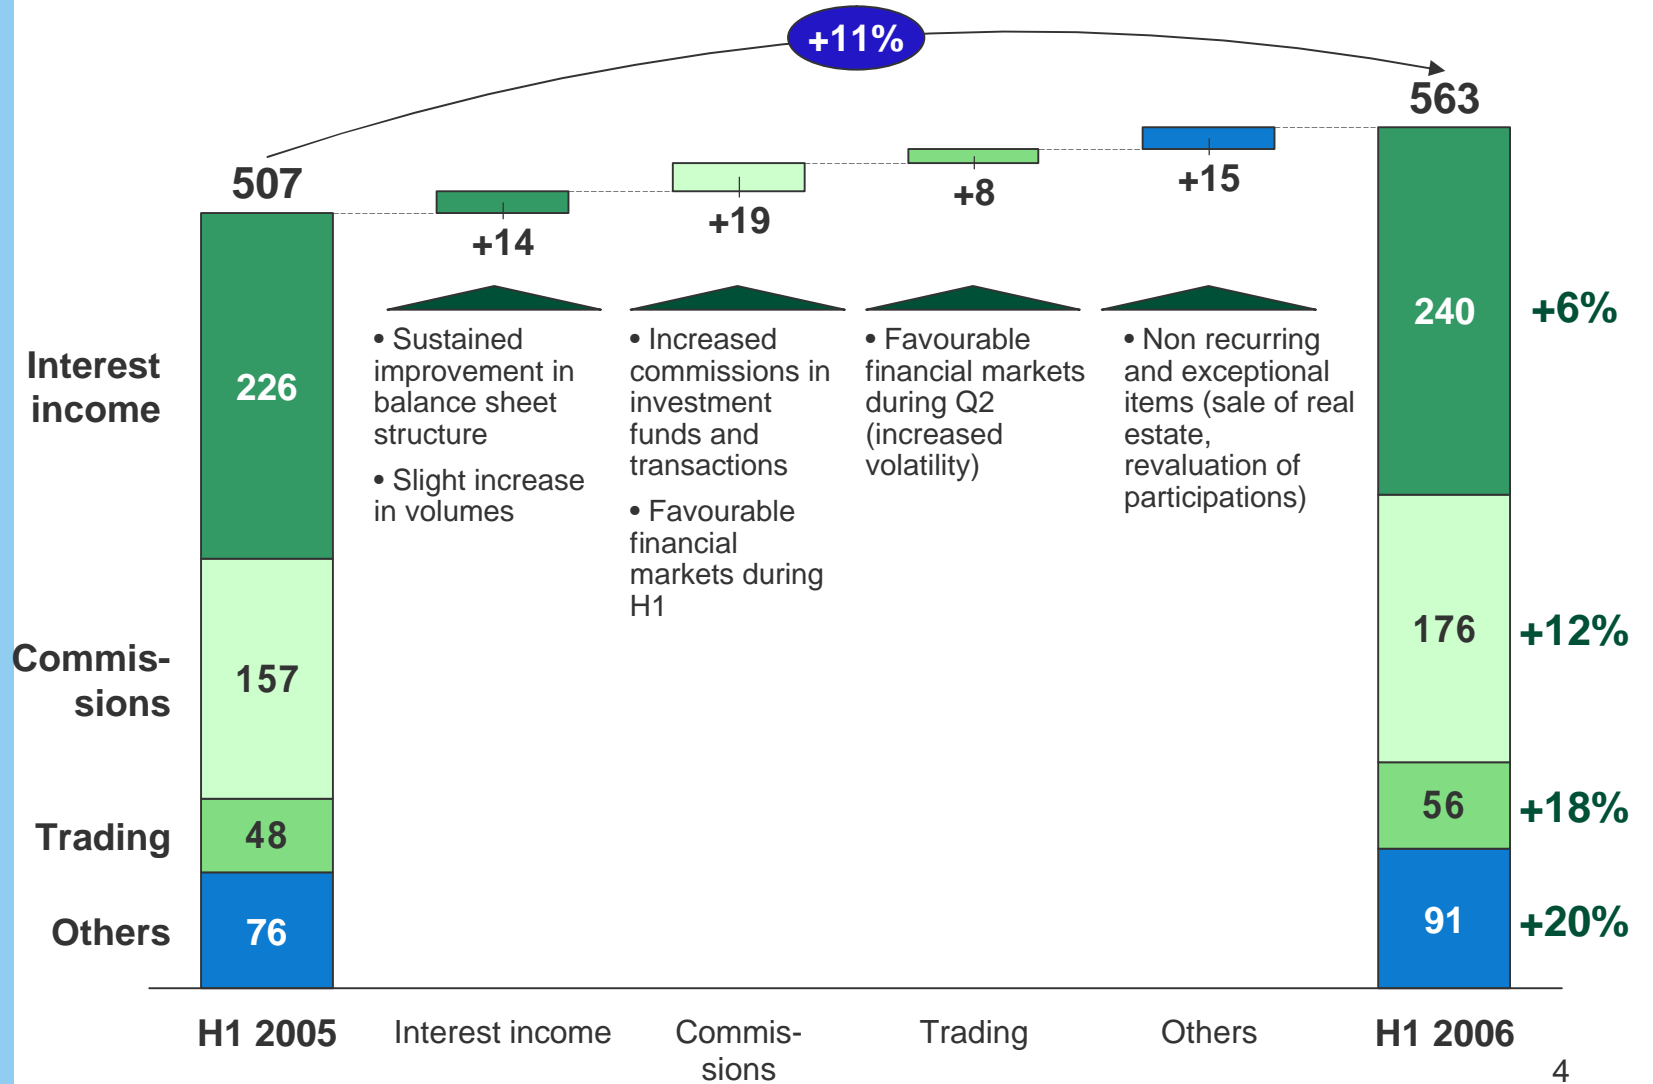 +11%
563
507
+14
+19
+8
+15
Interest
income
226
• Sustained
improvement in
balance sheet
structure
• Slight increase
in volumes
• Increased
commissions in
investment
funds and
transactions
• Favourable
financial
markets during
H1
• Favourable
financial markets
during Q2
(increased
volatility)
• Non recurring
and exceptional
items (sale of real
estate,
revaluation of
participations)
240
+6%
Commis-
sions
157
176
+12%
Trading
48
56
+18%
Others
76
91
+20%
H1 2005
Interest income
Commis-
sions
Trading
Others
H1 2006
4